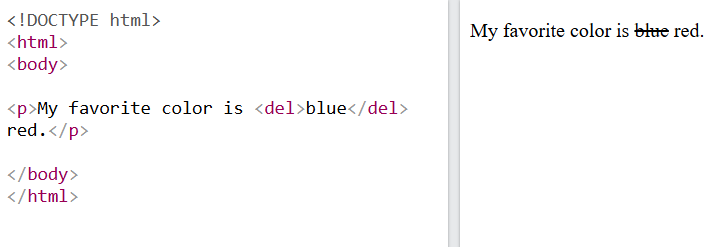 <!DOCTYPE html>
<html>
<body>
<p>My favorite color is <del>blue</del>
red.</p>
</body>
</html>
My favorite color is blue red.